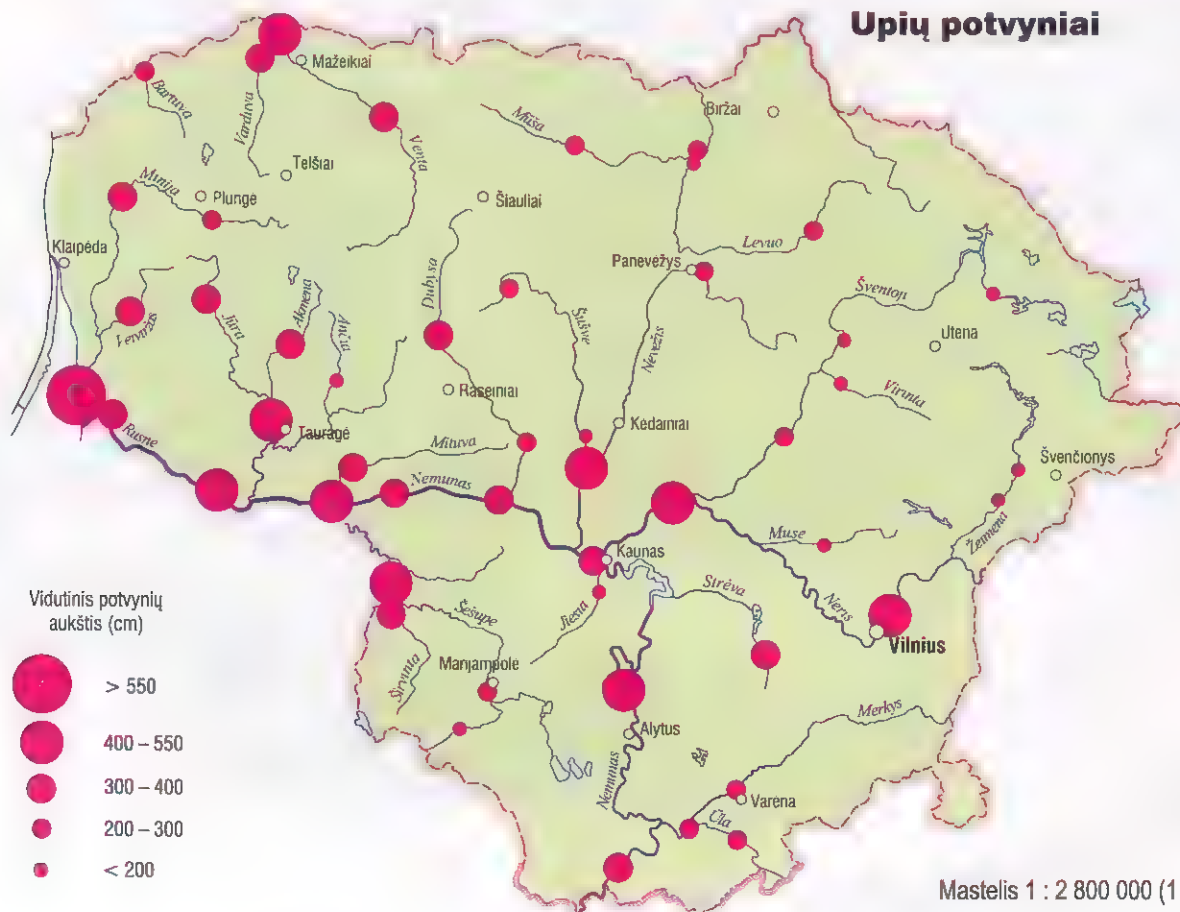 Upių potvyniai
Mažeikiai
Bartuva
Varduva
Venta
Mūša
Biržai
Telšiai
Minija
Plungė
Šiauliai
Klaipėda
Levuo
Panevėžys
Dubysa
Šventoji
Jūra
Akmena
Ančia
Šušvė
Nevėžis
Utena
Raseiniai
Virinta
Rusnė
Tauragė
Kėdainiai
Mituva
Švenčionys
Nemunas
Musė
Žeimena
Kaunas
Strėva
Neris
Jiesia
Vilnius
Šešupė
Marijampolė
Širvinta
Merkys
Alytus
Nemunas
Varėna
Ūla
Vidutinis potvynių
aukštis (cm)
> 550
400 – 550
300 – 400
200 – 300
< 200
Mastelis 1 : 2 800 000 (1